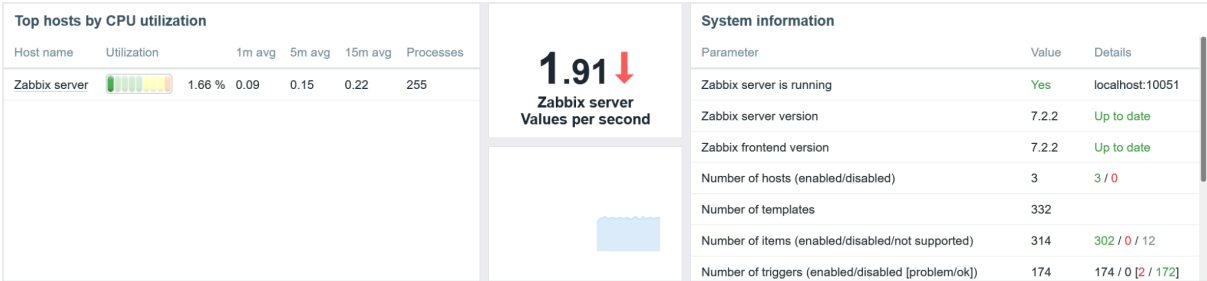 Top hosts by CPU utilization
Host name Utilization 1m avg 5m avg 15m avg Processes
Zabbix server 1.66 % 0.09 0.15 0.22 255
1.91
Zabbix server
Values per second
System information
Parameter Value Details
Zabbix server is running Yes localhost:10051
Zabbix server version 7.2.2 Up to date
Zabbix frontend version 7.2.2 Up to date
Number of hosts (enabled/disabled) 3 3 / 0
Number of templates 332
Number of items (enabled/disabled/not supported) 314 302 / 0 / 12
Number of triggers (enabled/disabled [problem/ok]) 174 174 / 0 [2 / 172]